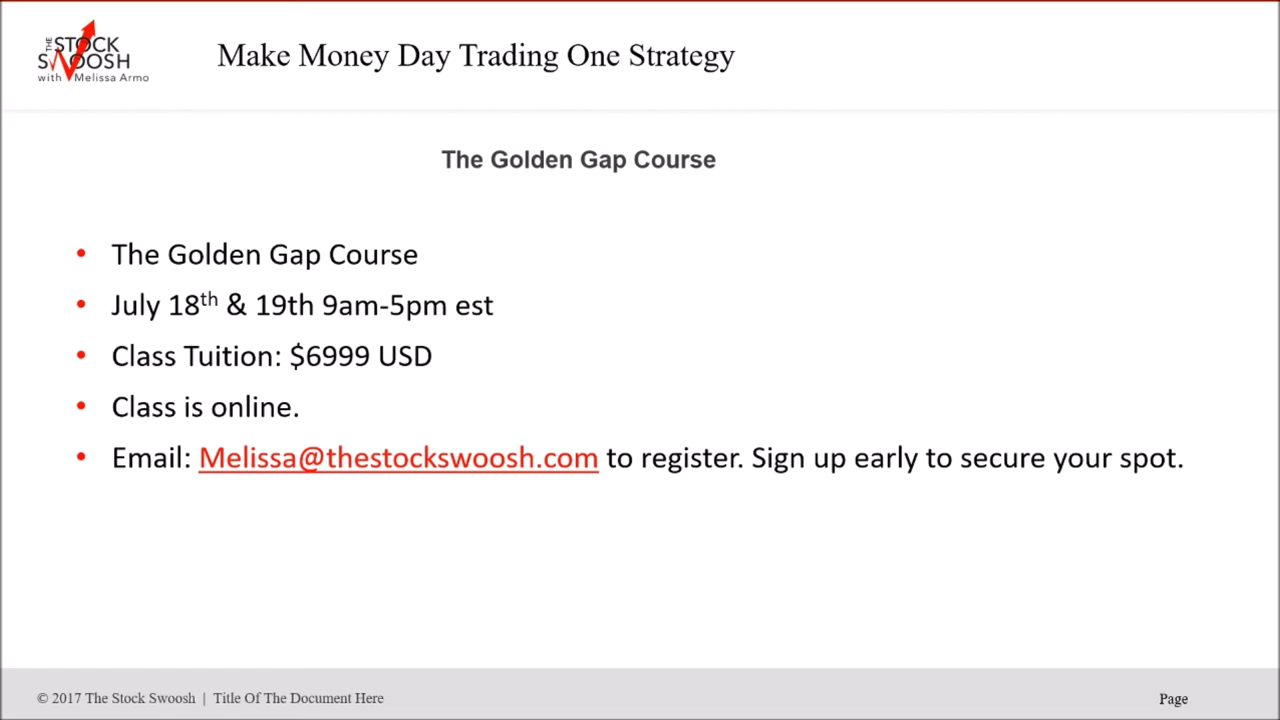 THE STOCK
SWOOSH
with Melissa Armo
Make Money Day Trading One Strategy
The Golden Gap Course
• The Golden Gap Course
• July 18th & 19th 9am-5pm est
• Class Tuition: $6999 USD
• Class is online.
• Email: Melissa@thestockswoosh.com to register. Sign up early to secure your spot.
© 2017 The Stock Swoosh | Title Of The Document Here
Page